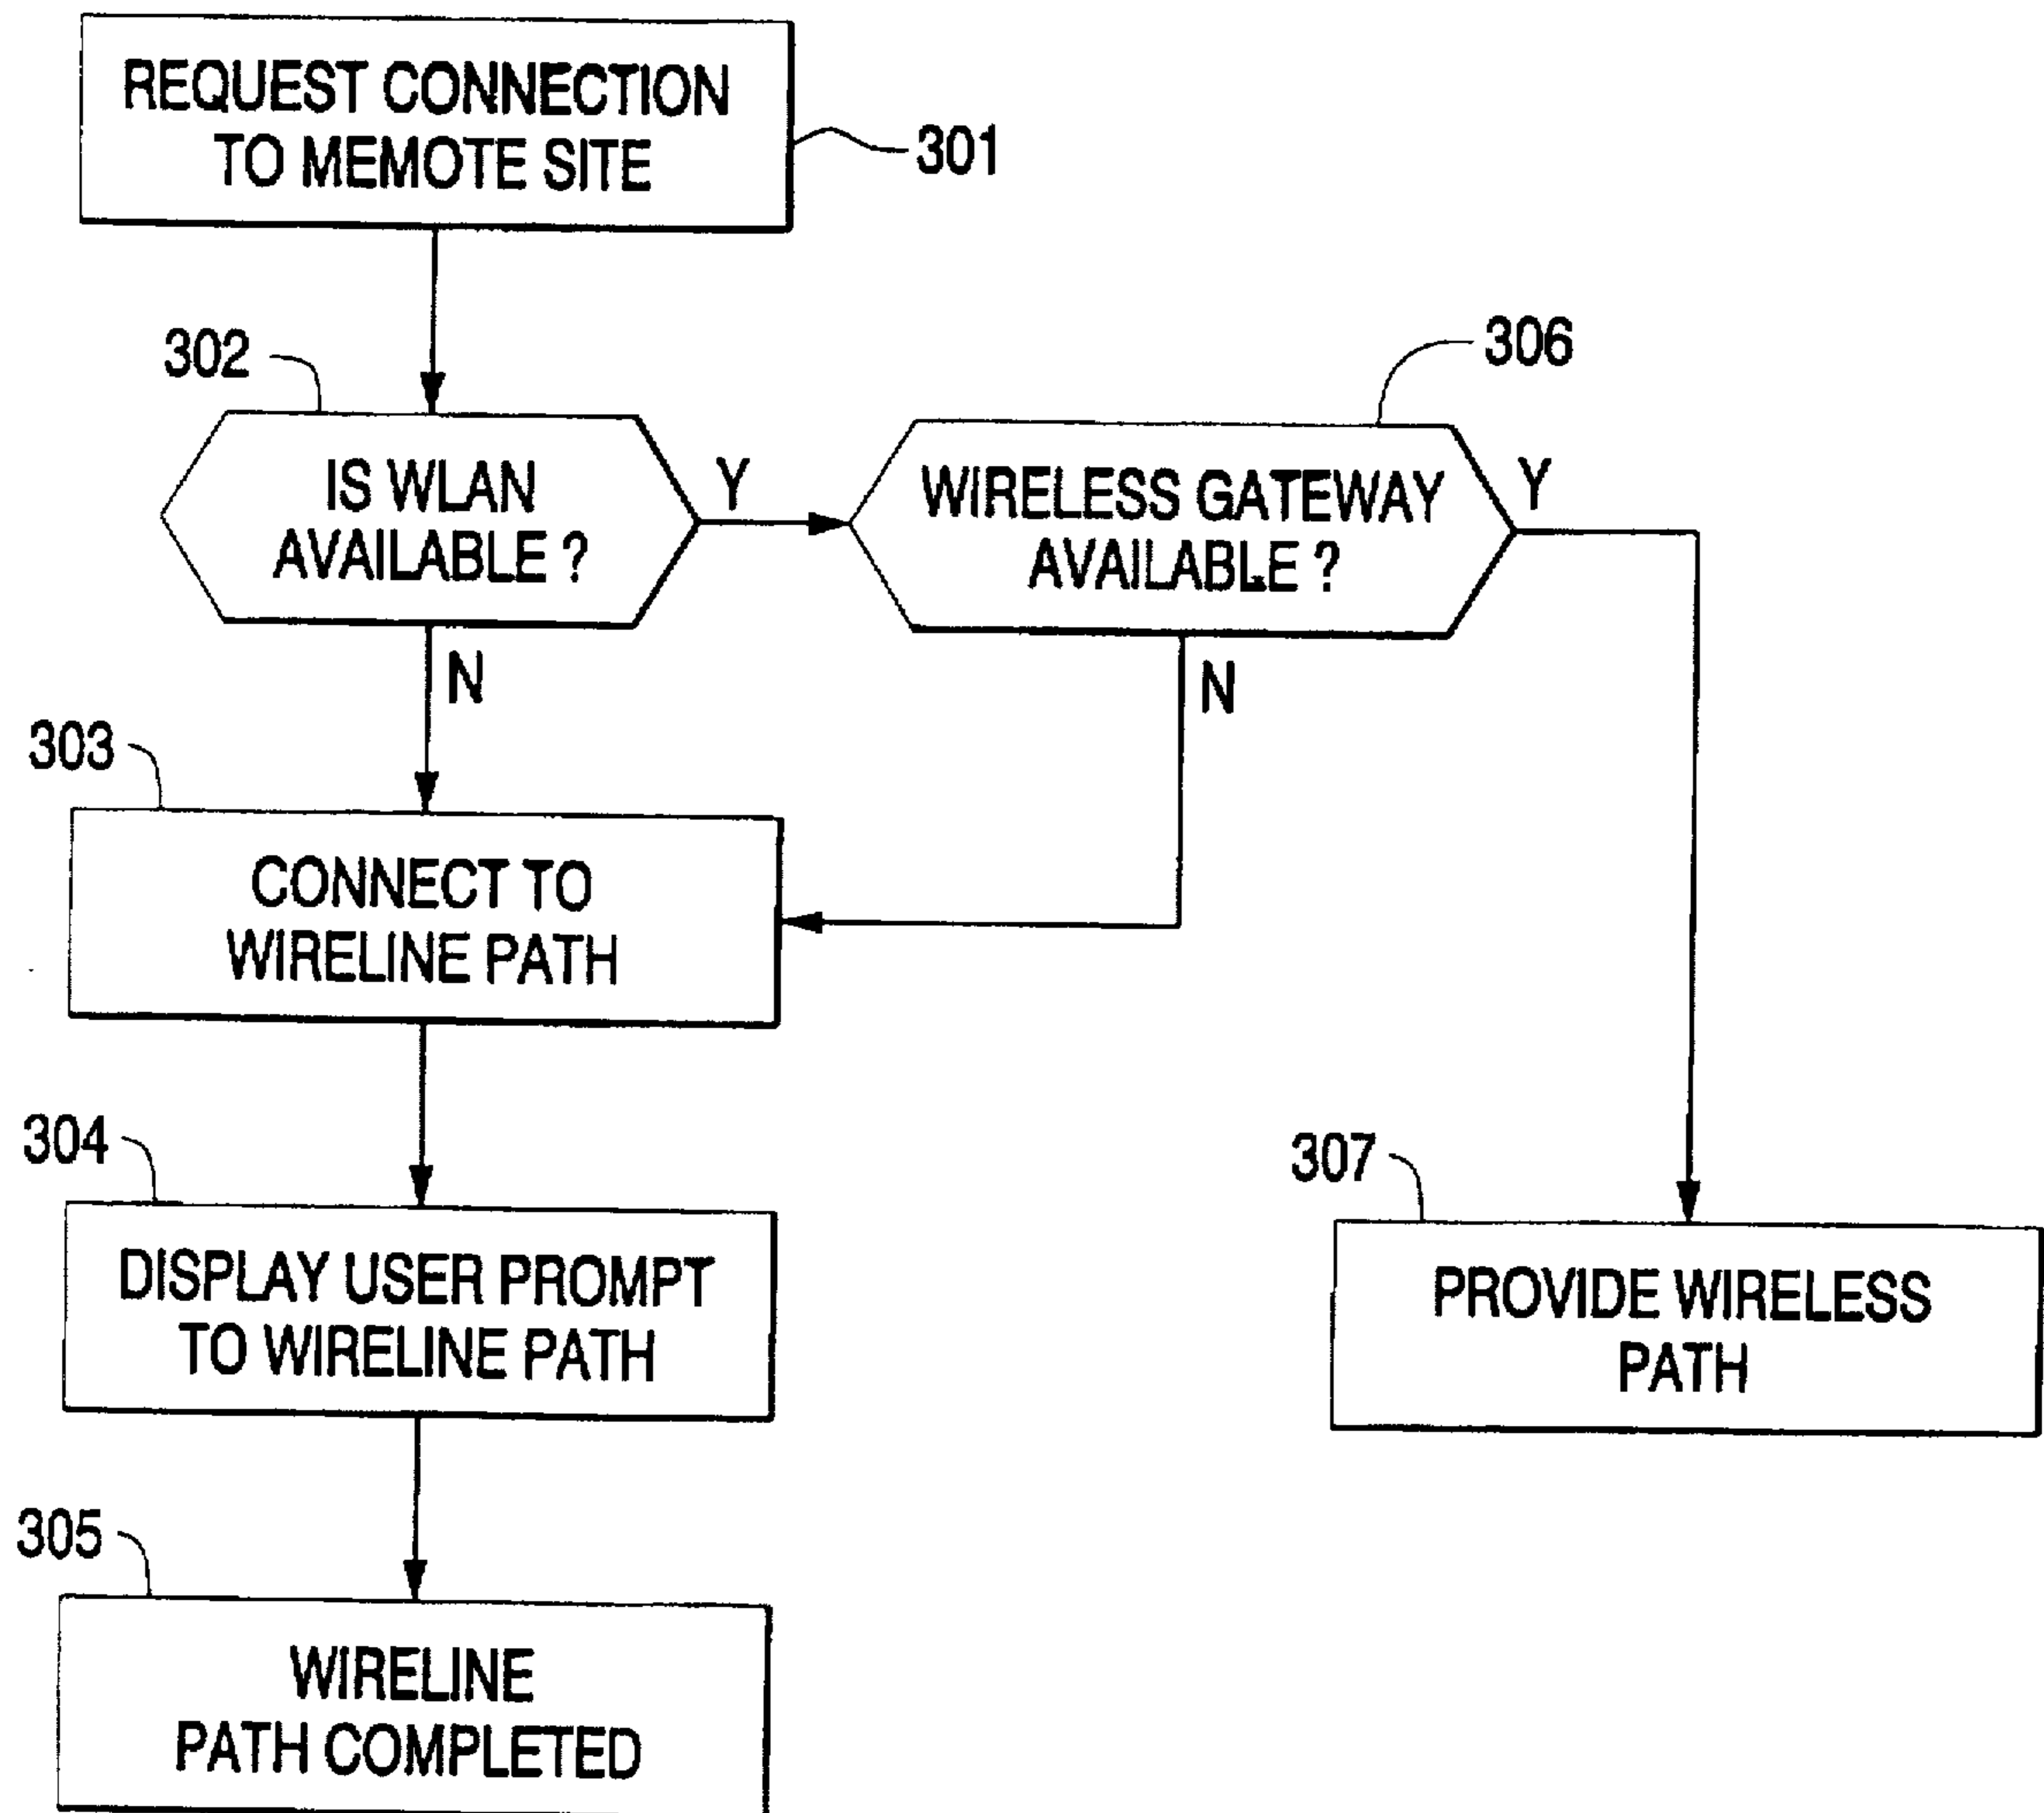 REQUEST CONNECTION
TO MEMOTE SITE
301
302
IS WLAN
AVAILABLE ?
Y
N
306
WIRELESS GATEWAY
AVAILABLE ?
Y
N
303
CONNECT TO
WIRELINE PATH
304
DISPLAY USER PROMPT
TO WIRELINE PATH
307
PROVIDE WIRELESS
PATH
305
WIRELINE
PATH COMPLETED